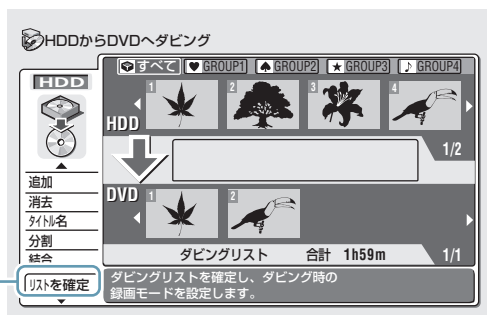 HDDからDVDへダビング
すべて GROUP1 GROUP2 GROUP3 GROUP4
HDD
1 2 3 4
HDD
1/2
追加
消去
タイトル名
分割
結合
リストを確定
DVD
1 2
ダビングリスト 合計 1h59m 1/1
ダビングリストを確定し、ダビング時の
録画モードを設定します。